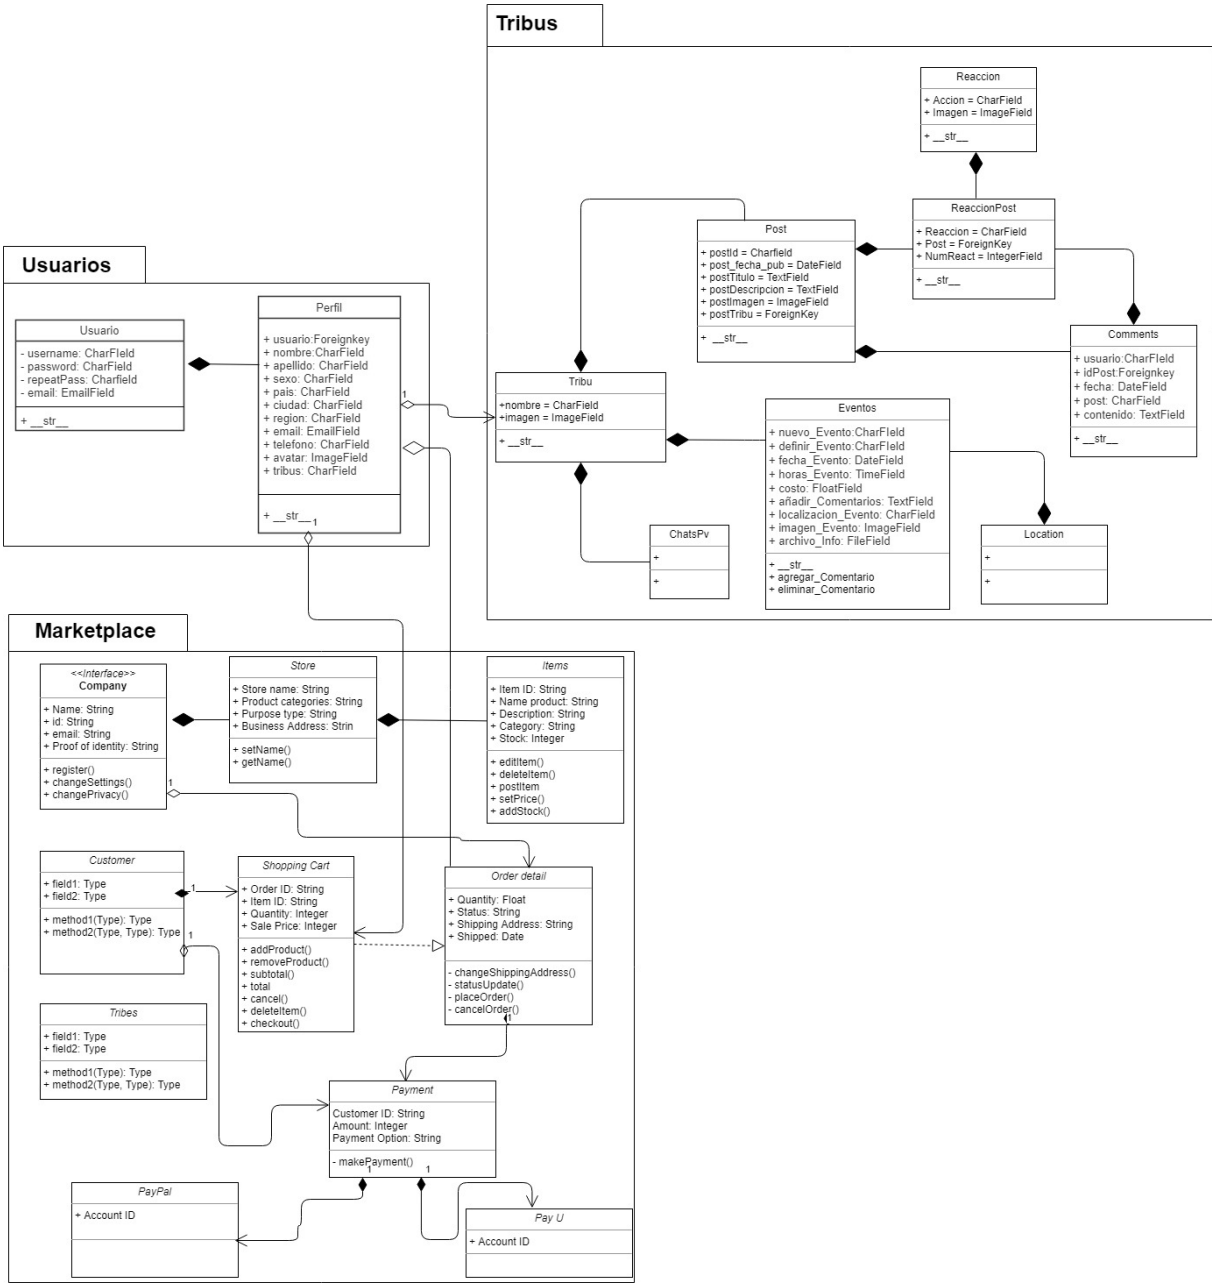 Tribus
Reaccion
+ Accion = CharField
+ Imagen = ImageField
+ __str__
ReaccionPost
+ Reaccion = CharField
+ Post = ForeignKey
+ NumReact = IntegerField
+ __str__
Post
+ postId = Charfield
+ post_fecha_pub = DateField
+ postTitulo = TextField
+ postDescripcion = TextField
+ postImagen = ImageField
+ postTribu = ForeignKey
+ __str__
Comments
+ usuario:CharField
+ idPost:Foreignkey
+ fecha: DateField
+ post: CharField
+ contenido: TextField
+ __str__
Tribu
+nombre = CharField
+imagen = ImageField
+ __str__
Eventos
+ nuevo_Evento:CharField
+ definir_Evento:CharField
+ fecha_Evento: DateField
+ horas_Evento: TimeField
+ costo: FloatField
+ añadir_Comentarios: TextField
+ localizacion_Evento: CharField
+ imagen_Evento: ImageField
+ archivo_Info: FileField
+ __str__
+ agregar_Comentario
+ eliminar_Comentario
ChatsPv
+
+
Location
+
+
Usuarios
Usuario
- username: CharField
- password: CharField
- repeatPass: Charfield
- email: EmailField
+ __str__
Perfil
+ usuario:Foreignkey
+ nombre:CharField
+ apellido: CharField
+ sexo: CharField
+ pais: CharField
+ ciudad: CharField
+ region: CharField
+ email: EmailField
+ telefono: CharField
+ avatar: ImageField
+ tribus: CharField
+ __str__
1
1
Marketplace
<<Interface>>
Company
+ Name: String
+ id: String
+ email: String
+ Proof of identity: String
+ register()
+ changeSettings()
+ changePrivacy()
1
Store
+ Store name: String
+ Product categories: String
+ Purpose type: String
+ Business Address: Strin
+ setName()
+ getName()
Items
+ Item ID: String
+ Name product: String
+ Description: String
+ Category: String
+ Stock: Integer
+ editItem()
+ deleteItem()
+ postItem
+ setPrice()
+ addStock()
Customer
+ field1: Type
+ field2: Type
+ method1(Type): Type
+ method2(Type, Type): Type
1
1
Shopping Cart
+ Order ID: String
+ Item ID: String
+ Quantity: Integer
+ Sale Price: Integer
+ addProduct()
+ removeProduct()
+ subtotal()
+ total
+ cancel()
+ deleteItem()
+ checkout()
Order detail
+ Quantity: Float
+ Status: String
+ Shipping Address: String
+ Shipped: Date
- changeShippingAddress()
- statusUpdate()
- placeOrder()
- cancelOrder()
1
Tribes
+ field1: Type
+ field2: Type
+ method1(Type): Type
+ method2(Type, Type): Type
Payment
Customer ID: String
Amount: Integer
Payment Option: String
- makePayment()
1
1
PayPal
+ Account ID
Pay U
+ Account ID